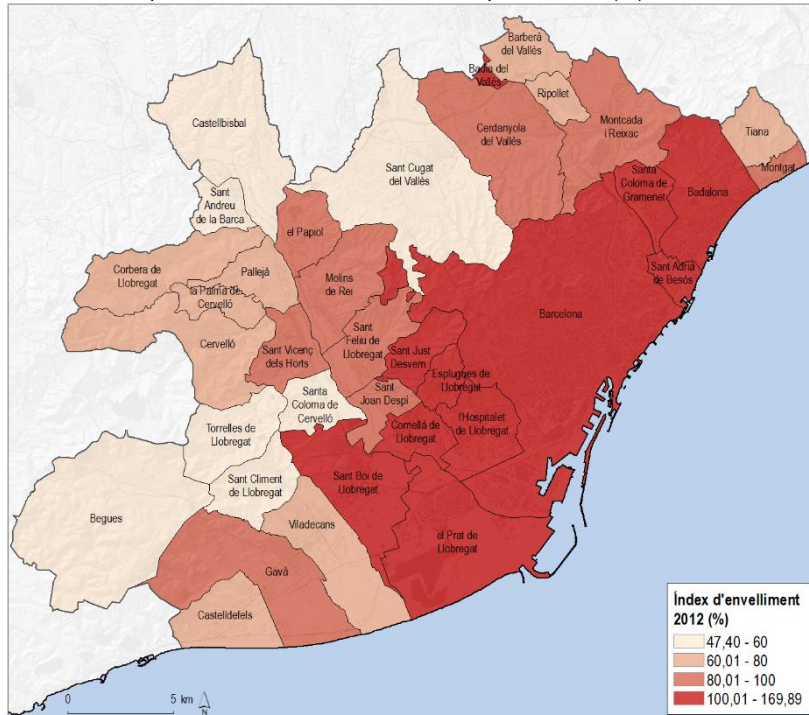 Barberà
del Vallès
Badia del
Vallès
Ripollet
Castellbisbal
Cerdanyola
del Vallès
Montcada
i Reixac
Tiana
Montgat
Sant Cugat
del Vallès
Santa
Coloma de
Gramenet
Badalona
Sant
Andreu
de la Barca
el Papiol
Corbera de
Llobregat
Pallejà
la Palma de
Cervelló
Molins
de Rei
Sant Adrià
de Besòs
Barcelona
Cervelló
Sant Vicenç
dels Horts
Sant
Feliu de
Llobregat
Sant Just
Desvern
Esplugues de
Llobregat
Santa
Coloma de
Cervelló
Sant
Joan Despí
Cornellà de
Llobregat
l'Hospitalet
de Llobregat
Torrelles de
Llobregat
Sant Climent
de Llobregat
Sant Boi de
Llobregat
Begues
Viladecans
el Prat de
Llobregat
Gavà
Castelldefels
Índex d'envelliment
2012 (%)
47,40 - 60
60,01 - 80
80,01 - 100
100,01 - 169,89
0 5 km
N